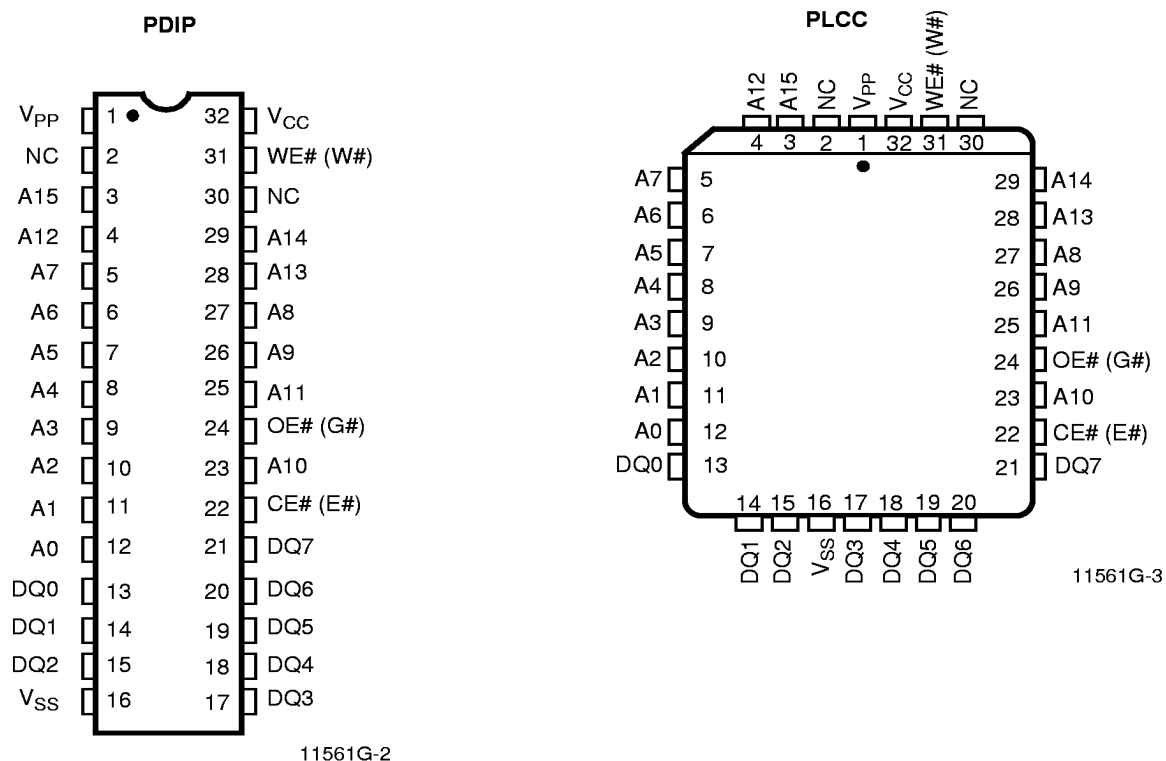 PDIP
V_PP 1 32 V_CC
NC 2 31 WE# (W#)
A15 3 30 NC
A12 4 29 A14
A7 5 28 A13
A6 6 27 A8
A5 7 26 A9
A4 8 25 A11
A3 9 24 OE# (G#)
A2 10 23 A10
A1 11 22 CE# (E#)
A0 12 21 DQ7
DQ0 13 20 DQ6
DQ1 14 19 DQ5
DQ2 15 18 DQ4
V_SS 16 17 DQ3
11561G-2
PLCC
A12 A15 NC V_PP V_CC WE# (W#) NC
4 3 2 1 32 31 30
A7 5 29 A14
A6 6 28 A13
A5 7 27 A8
A4 8 26 A9
A3 9 25 A11
A2 10 24 OE# (G#)
A1 11 23 A10
A0 12 22 CE# (E#)
DQ0 13 21 DQ7
14 15 16 17 18 19 20
DQ1 DQ2 V_SS DQ3 DQ4 DQ5 DQ6
11561G-3